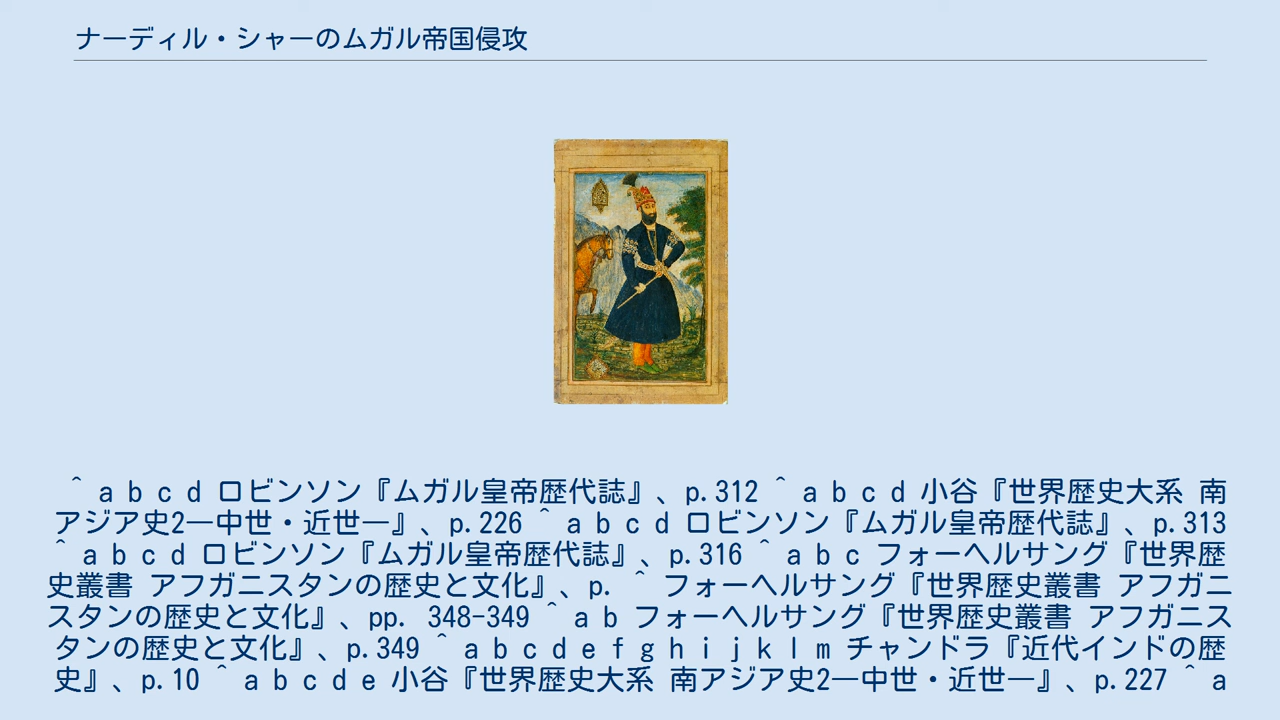 ナーディル・シャーのムガル帝国侵攻
^ a b c d ロビンソン『ムガル皇帝歴代誌』、p.312 ^ a b c d 小谷『世界歴史大系 南
アジア史2―中世・近世―』、p.226 ^ a b c d ロビンソン『ムガル皇帝歴代誌』、p.313
^ a b c d ロビンソン『ムガル皇帝歴代誌』、p.316 ^ a b c フォーヘルサング『世界歴
史叢書 アフガニスタンの歴史と文化』、p. ^ フォーヘルサング『世界歴史叢書 アフガニ
スタンの歴史と文化』、pp. 348-349 ^ a b フォーヘルサング『世界歴史叢書 アフガニス
タンの歴史と文化』、p.349 ^ a b c d e f g h i j k l m チャンドラ『近代インドの歴
史』、p.10 ^ a b c d e 小谷『世界歴史大系 南アジア史2―中世・近世―』、p.227 ^ a